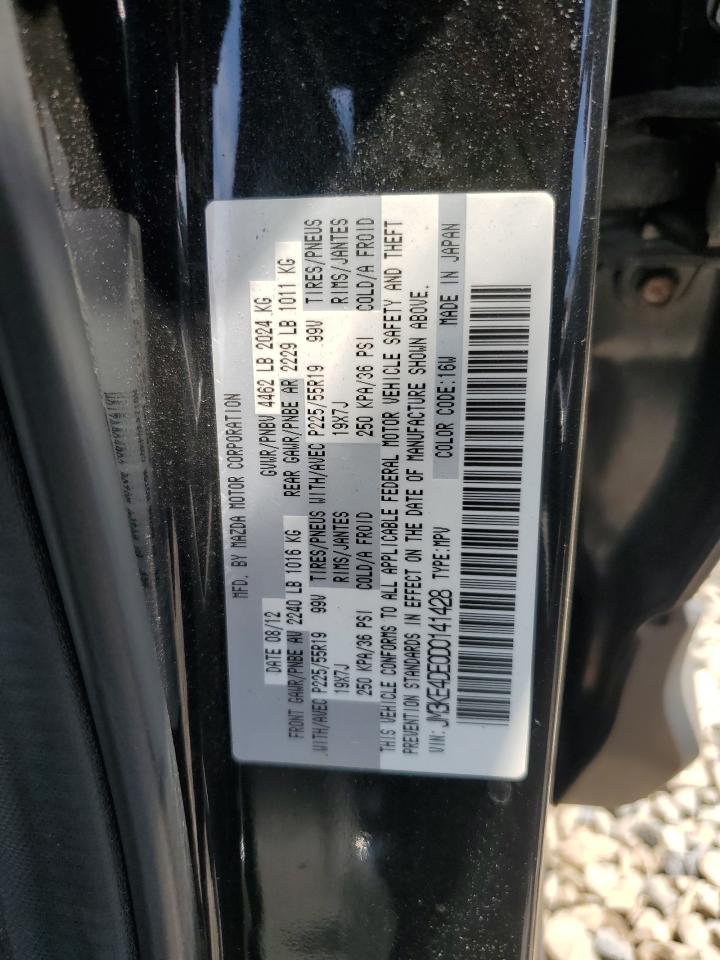 MFD. BY MAZDA MOTOR CORPORATION
DATE 08/12 GVWR/PNBV 4462 LB 2024 KG
FRONT GAWR/PNBE AV 2240 LB 1016 KG REAR GAWR/PNBE AR 2229 LB 1011 KG
WITH/AVEC P225/55R19 99V TIRES/PNEUS WITH/AVEC P225/55R19 99V TIRES/PNEUS
19X7J RIMS/JANTES 19X7J RIMS/JANTES
250 KPA/36 PSI COLD/A FROID 250 KPA/36 PSI COLD/A FROID
THIS VEHICLE CONFORMS TO ALL APPLICABLE FEDERAL MOTOR VEHICLE SAFETY AND THEFT
PREVENTION STANDARDS IN EFFECT ON THE DATE OF MANUFACTURE SHOWN ABOVE.
VIN: JM3KE4DE0D0141428 TYPE:MPV COLOR CODE:16W MADE IN JAPAN